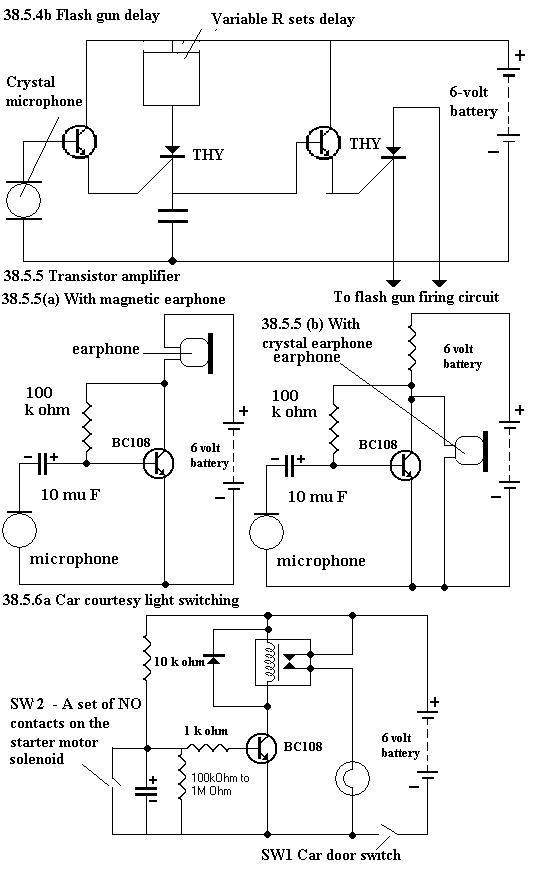 38.5.4b Flash gun delay
Variable R sets delay
Crystal
microphone
THY
THY
6-volt
battery
+
−
38.5.5 Transistor amplifier
To flash gun firing circuit
38.5.5(a) With magnetic earphone
earphone
100
k ohm
BC108
− +
10 mu F
microphone
6 volt
battery
+
−
38.5.5 (b) With
crystal earphone
earphone
6 volt
battery
100
k ohm
BC108
− +
10 mu F
microphone
+
−
38.5.6a Car courtesy light switching
10 k ohm
SW2 - A set of NO
contacts on the
starter motor
solenoid
1 k ohm
BC108
100kOhm to
1M Ohm
+
−
6 volt
battery
+
−
SW1 Car door switch